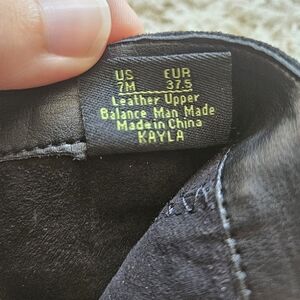 US EUR
7M 37.5
Leather Upper
Balance Man Made
Made in China
KAYLA